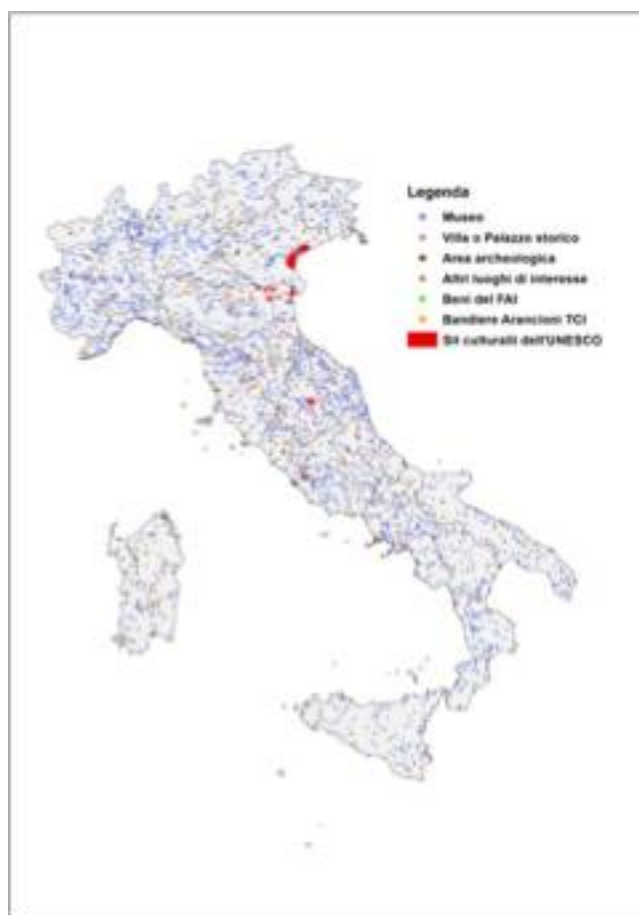 Legenda
Museo
Villa o Palazzo storico
Area archeologica
Altri luoghi di interesse
Beni del FAI
Bandiere Arancioni TCI
Siti culturalli dell'UNESCO